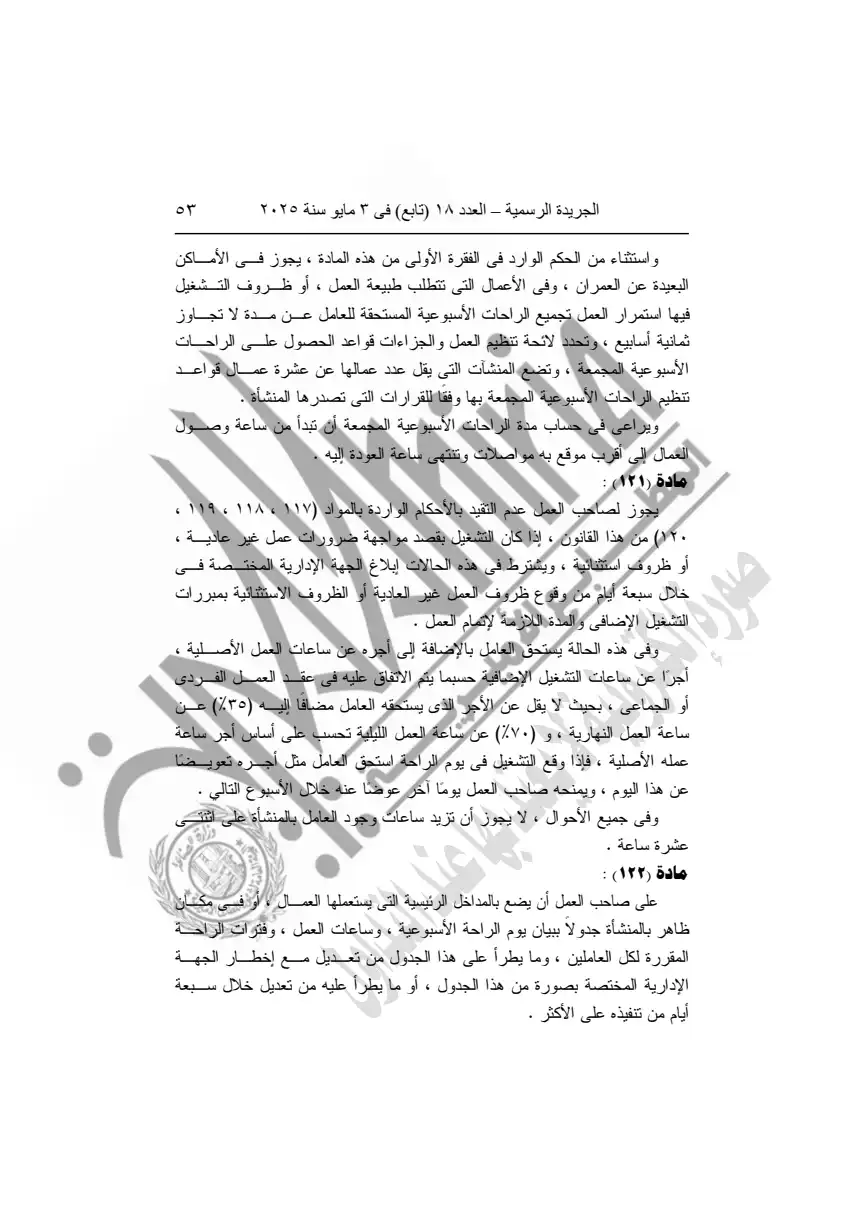 الجريدة الرسمية – العدد ١٨ (تابع) فى ٣ مايو سنة ٢٠٢٥ ٥٣
واستثناء من الحكم الوارد فى الفقرة الأولى من هذه المادة ، يجوز فى الأماكن
البعيدة عن العمران ، وفى الأعمال التى تتطلب طبيعة العمل ، أو ظروف التشغيل
فيها استمرار العمل تجميع الراحات الأسبوعية المستحقة للعامل عن مدة لا تجاوز
ثمانية أسابيع ، وتحدد لائحة تنظيم العمل والجزاءات قواعد الحصول على الراحات
الأسبوعية المجمعة ، وتضع المنشآت التى يقل عدد عمالها عن عشرة عمال قواعد
تنظيم الراحات الأسبوعية المجمعة بها وفقًا للقرارات التى تصدرها المنشأة .
ويراعى فى حساب مدة الراحات الأسبوعية المجمعة أن تبدأ من ساعة وصول
العمال إلى أقرب موقع به مواصلات وتنتهى ساعة العودة إليه .
مادة (١٢١) :
يجوز لصاحب العمل عدم التقيد بالأحكام الواردة بالمواد (١١٧ ، ١١٨ ، ١١٩ ،
١٢٠) من هذا القانون ، إذا كان التشغيل بقصد مواجهة ضرورات عمل غير عادية ،
أو ظروف استثنائية ، ويشترط فى هذه الحالات إبلاغ الجهة الإدارية المختصة فى
خلال سبعة أيام من وقوع ظروف العمل غير العادية أو الظروف الاستثنائية بمبررات
التشغيل الإضافى والمدة اللازمة لإتمام العمل .
وفى هذه الحالة يستحق العامل بالإضافة إلى أجره عن ساعات العمل الأصلية ،
أجرًا عن ساعات التشغيل الإضافية حسبما يتم الاتفاق عليه فى عقد العمل الفردى
أو الجماعى ، بحيث لا يقل عن الأجر الذى يستحقه العامل مضافًا إليه (٣٥٪) عن
ساعة العمل النهارية ، و (٧٠٪) عن ساعة العمل الليلية تحسب على أساس أجر ساعة
عمله الأصلية ، فإذا وقع التشغيل فى يوم الراحة استحق العامل مثل أجره تعويضًا
عن هذا اليوم ، ويمنحه صاحب العمل يومًا آخر عوضًا عنه خلال الأسبوع التالي .
وفى جميع الأحوال ، لا يجوز أن تزيد ساعات وجود العامل بالمنشأة على اثنتى
عشرة ساعة .
مادة (١٢٢) :
على صاحب العمل أن يضع بالمداخل الرئيسية التى يستعملها العمال ، أو فى مكان
ظاهر بالمنشأة جدولاً ببيان يوم الراحة الأسبوعية ، وساعات العمل ، وفترات الراحة
المقررة لكل العاملين ، وما يطرأ على هذا الجدول من تعديل مع إخطار الجهة
الإدارية المختصة بصورة من هذا الجدول ، أو ما يطرأ عليه من تعديل خلال سبعة
أيام من تنفيذه على الأكثر .